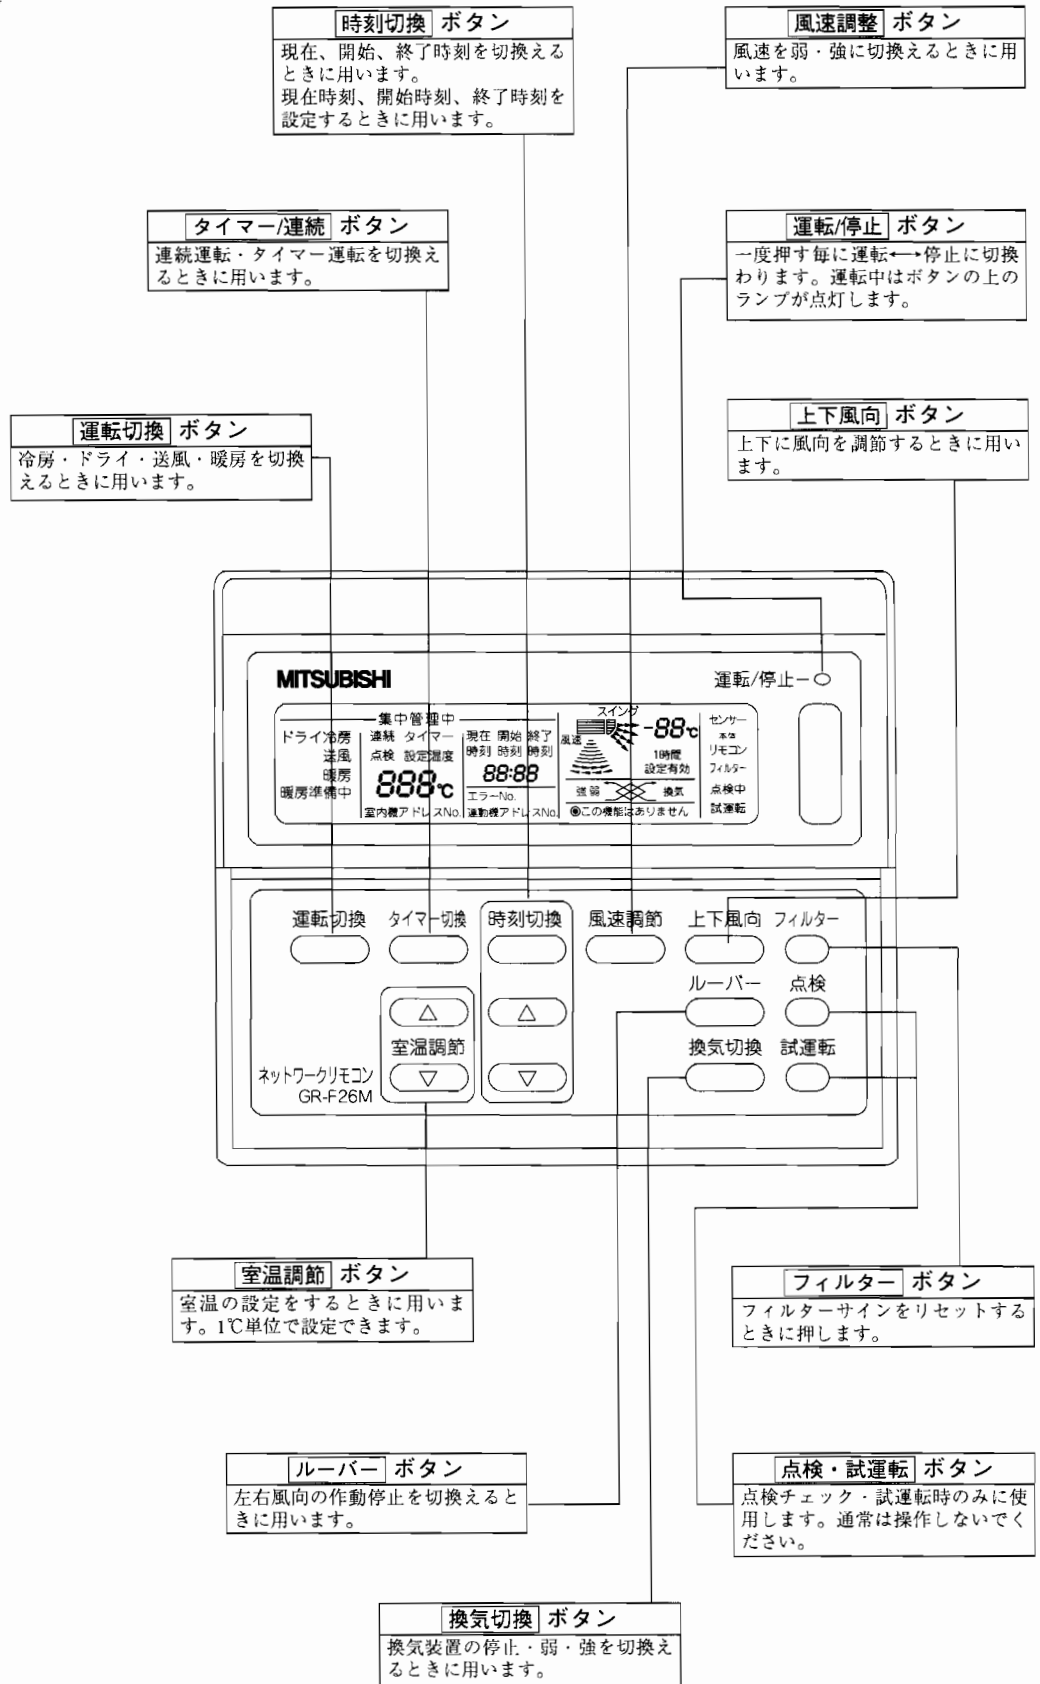 時刻切換 ボタン
現在、開始、終了時刻を切換える
ときに用います。
現在時刻、開始時刻、終了時刻を
設定するときに用います。
風速調整 ボタン
風速を弱・強に切換えるときに用
います。
タイマー/連続 ボタン
連続運転・タイマー運転を切換え
るときに用います。
運転/停止 ボタン
一度押す毎に運転←→停止に切換
わります。運転中はボタンの上の
ランプが点灯します。
運転切換 ボタン
冷房・ドライ・送風・暖房を切換
えるときに用います。
上下風向 ボタン
上下に風向を調節するときに用い
ます。
MITSUBISHI
運転/停止
集中管理中
ドライ冷房
送風
暖房
暖房準備中
連続 タイマー
点検 設定温度
888℃
室内機アドレスNo.
現在 開始 終了
時刻 時刻 時刻
88:88
エラーNo.
連動機アドレスNo.
スイング
風速
-88℃
1時間
設定有効
強 弱 換気
◉この機能はありません
センサー
本体
リモコン
フィルター
点検中
試運転
運転切換 タイマー切換 時刻切換 風速調節 上下風向 フィルター
ルーバー 点検
△ △
室温調節 換気切換 試運転
▽ ▽
ネットワークリモコン
GR-F26M
室温調節 ボタン
室温の設定をするときに用いま
す。1℃単位で設定できます。
フィルター ボタン
フィルターサインをリセットする
ときに押します。
ルーバー ボタン
左右風向の作動停止を切換えると
きに用います。
点検・試運転 ボタン
点検チェック・試運転時のみに使
用します。通常は操作しないでく
ださい。
換気切換 ボタン
換気装置の停止・弱・強を切換え
るときに用います。